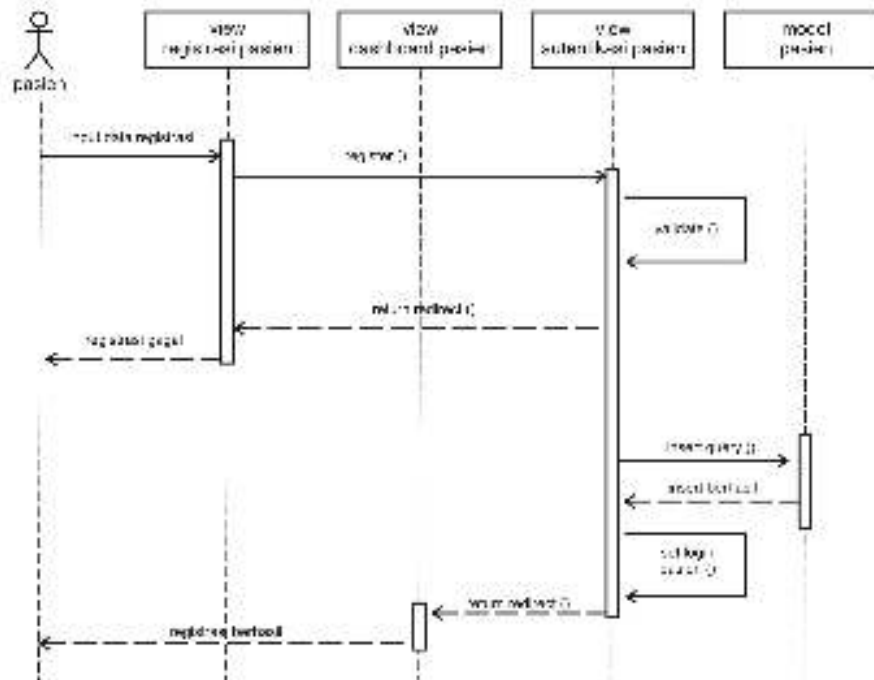 view
registrasi pasien
view
dashboard pasien
view
autentikasi pasien
model
pasien
pasien
input data registrasi
register ()
validate ()
return redirect ()
registrasi gagal
insert query ()
insert berhasil
set login
pasien ()
return redirect ()
registrasi berhasil